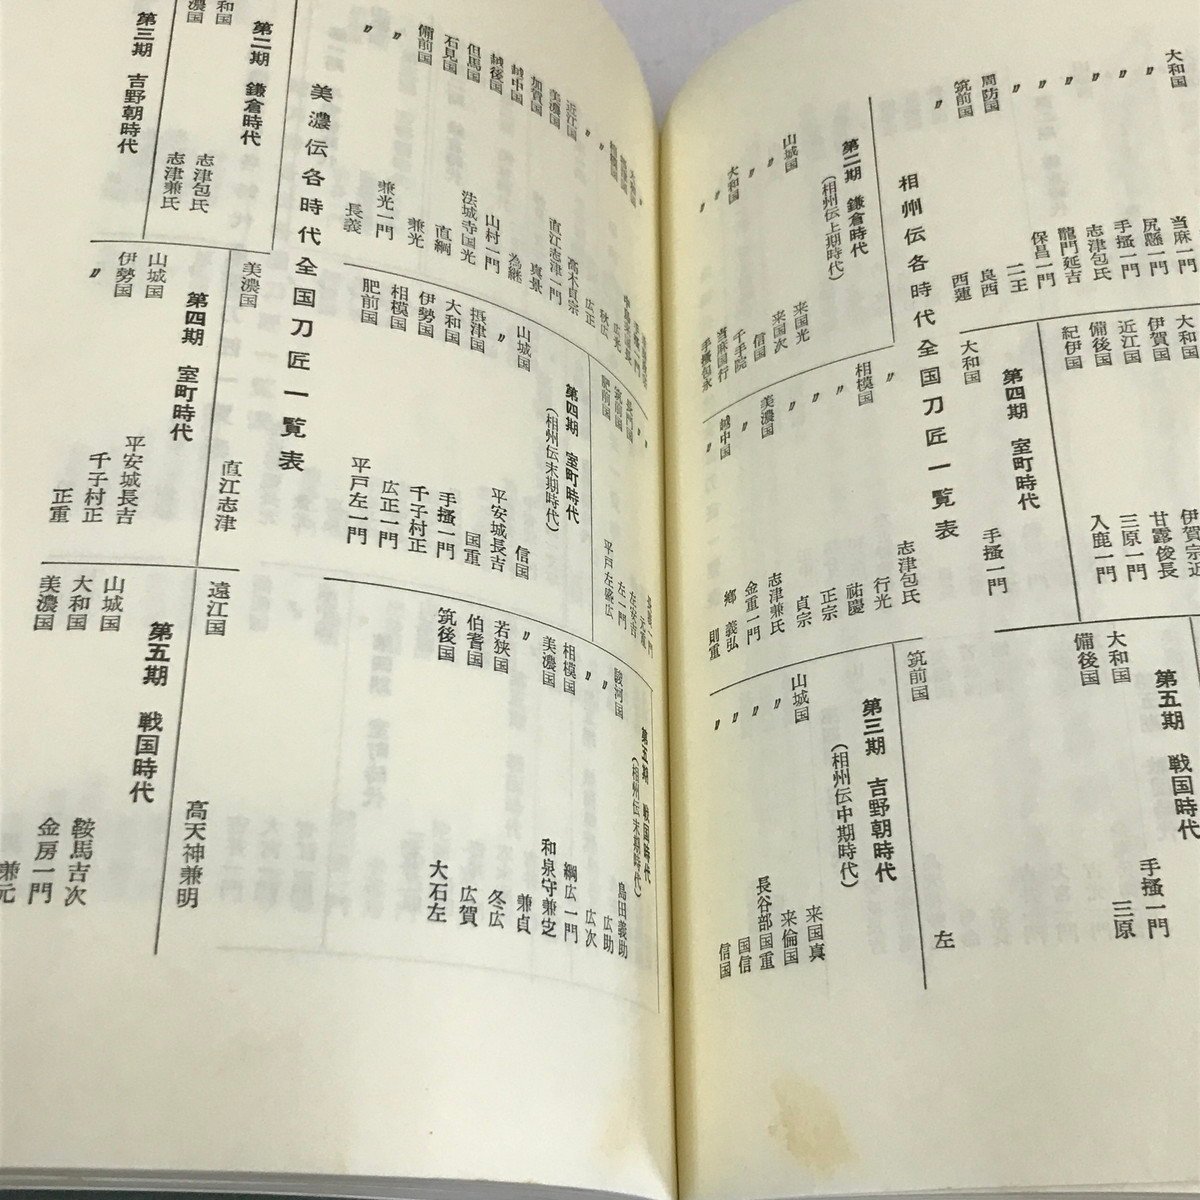 大和国 当麻一門
〃 尻懸一門
〃 手掻一門
〃 志津包氏
〃 龍門延吉
〃 保昌一門
周防国 二王
筑前国 良西
〃 西蓮
大和国
伊賀国 伊賀宗近
近江国 甘露俊長
備後国 三原一門
紀伊国 入鹿一門
第四期 室町時代
大和国 手掻一門
第五期 戦国時代
大和国 手掻一門
備後国 三原
相州伝各時代全国刀匠一覧表
第二期 鎌倉時代
(相州伝上期時代)
山城国 来国光
〃 来国次
〃 信国
大和国 千手院
〃 当麻国行
〃 手掻包永
〃 志津包氏
相模国 行光
〃 祐慶
〃 正宗
〃 貞宗
美濃国 志津兼氏
〃 金重一門
越中国 郷 義弘
〃 則重
筑前国 左
第三期 吉野朝時代
(相州伝中期時代)
山城国 来国真
〃 来倫国
〃 長谷部国重
〃 国信
〃 信国
近江国 高木貞宗
美濃国 直江志津一門
加賀国 真景
越中国 為継
越後国 山村一門
但馬国 法城寺国光
石見国 直綱
備前国 兼光
〃 兼光一門
〃 長義
長門国
筑前国
肥前国 平戸左盛広
第四期 室町時代
(相州伝末期時代)
山城国 信国
〃 平安城長吉
摂津国 国重
大和国 手掻一門
伊勢国 千子村正
相模国 広正一門
肥前国 平戸左一門
第五期 戦国時代
(相州伝末期時代)
駿河国 島田義助
〃 広助
〃 広次
相模国 綱広一門
美濃国 和泉守兼定
〃 兼貞
若狭国 冬広
伯耆国 広賀
筑後国 大石左
美濃伝各時代全国刀匠一覧表
第二期 鎌倉時代
大和国 志津包氏
美濃国 志津兼氏
第三期 吉野朝時代
美濃国 直江志津
第四期 室町時代
山城国 平安城長吉
伊勢国 千子村正
〃 正重
遠江国 高天神兼明
第五期 戦国時代
山城国 鞍馬吉次
大和国 金房一門
美濃国 兼元